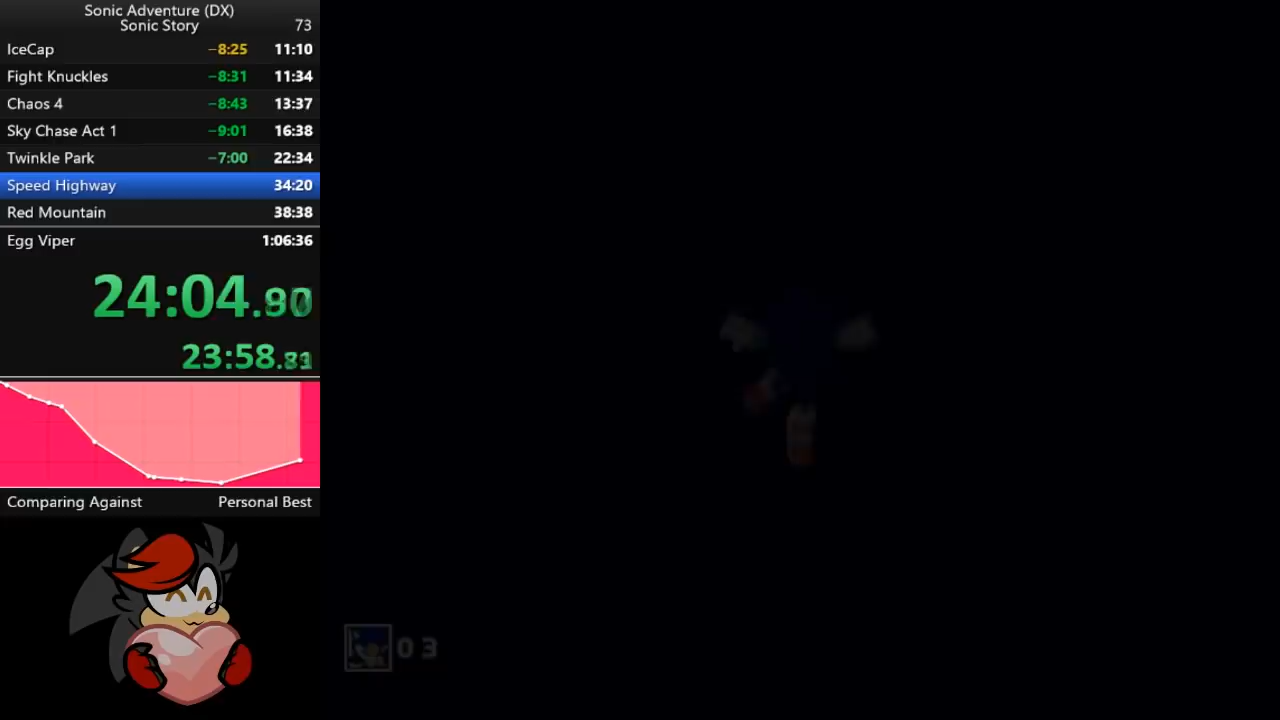 Sonic Adventure (DX)
Sonic Story 73
IceCap −8:25 11:10
Fight Knuckles −8:31 11:34
Chaos 4 −8:43 13:37
Sky Chase Act 1 −9:01 16:38
Twinkle Park −7:00 22:34
Speed Highway 34:20
Red Mountain 38:38
Egg Viper 1:06:36
24:04.90
23:58.81
Comparing Against Personal Best
03